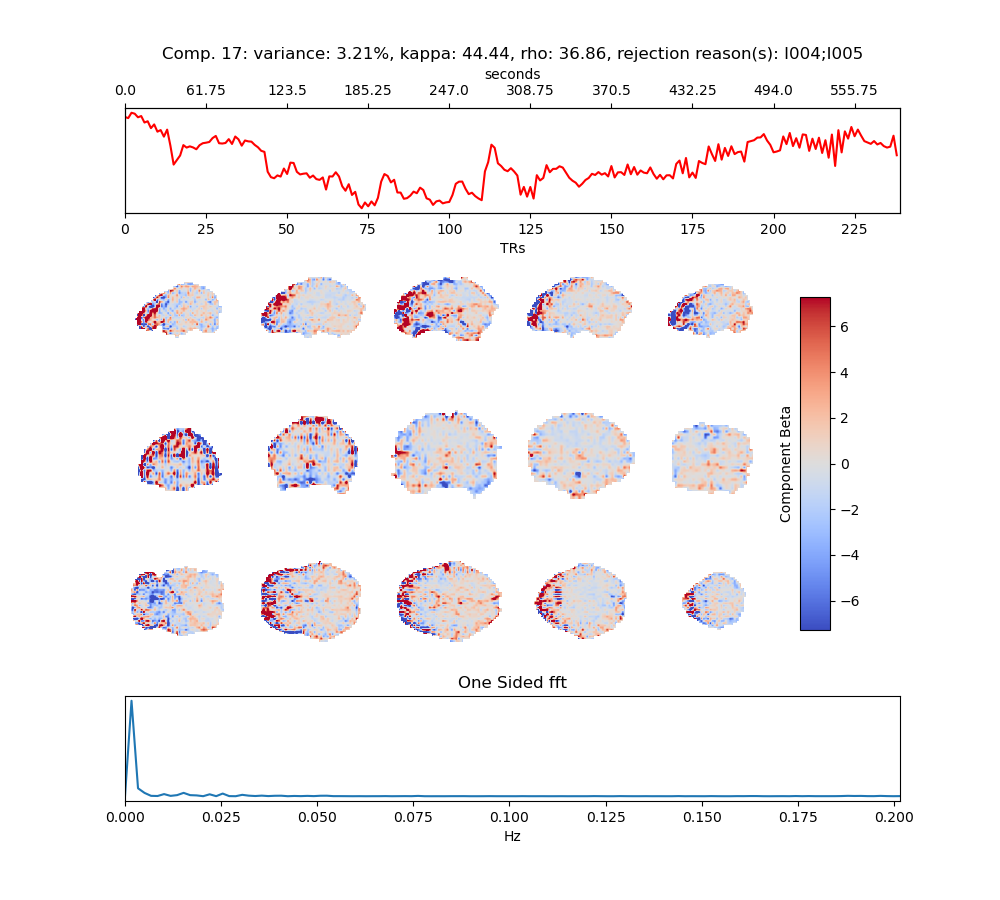 Comp. 17: variance: 3.21%, kappa: 44.44, rho: 36.86, rejection reason(s): I004;I005
seconds
0.0 61.75 123.5 185.25 247.0 308.75 370.5 432.25 494.0 555.75
0 25 50 75 100 125 150 175 200 225
TRs
6
4
2
0
−2
−4
−6
Component Beta
One Sided fft
0.000 0.025 0.050 0.075 0.100 0.125 0.150 0.175 0.200
Hz